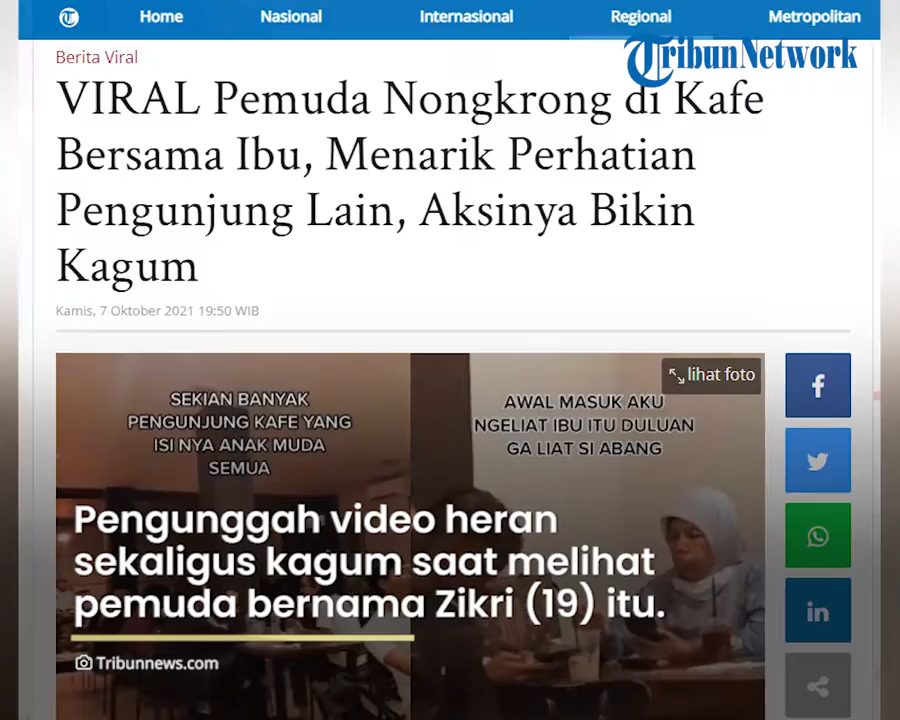 Home Nasional Internasional Regional Metropolitan
TribunNetwork
Berita Viral
VIRAL Pemuda Nongkrong di Kafe
Bersama Ibu, Menarik Perhatian
Pengunjung Lain, Aksinya Bikin
Kagum
Kamis, 7 Oktober 2021 19:50 WIB
lihat foto
SEKIAN BANYAK
PENGUNJUNG KAFE YANG
ISI NYA ANAK MUDA
SEMUA
AWAL MASUK AKU
NGELIAT IBU ITU DULUAN
GA LIAT SI ABANG
Pengunggah video heran
sekaligus kagum saat melihat
pemuda bernama Zikri (19) itu.
Tribunnews.com